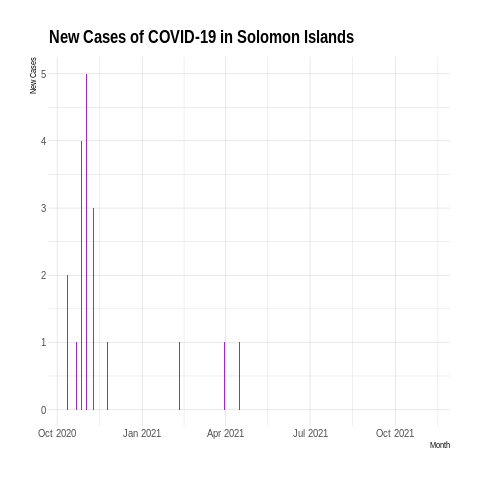 New Cases of COVID-19 in Solomon Islands
New Cases
5
4
3
2
1
0
Oct 2020 Jan 2021 Apr 2021 Jul 2021 Oct 2021
Month